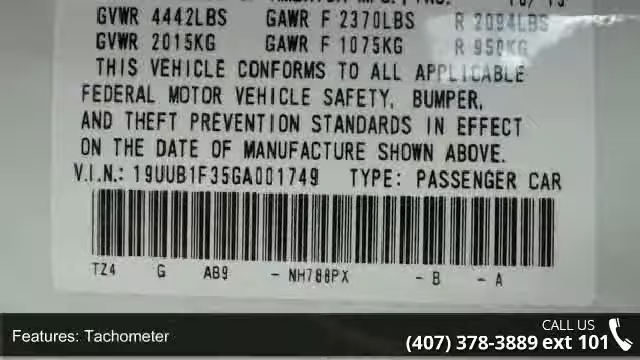 GVWR 4442LBS GAWR F 2370LBS R 2094LBS
GVWR 2015KG GAWR F 1075KG R 950KG
THIS VEHICLE CONFORMS TO ALL APPLICABLE
FEDERAL MOTOR VEHICLE SAFETY, BUMPER,
AND THEFT PREVENTION STANDARDS IN EFFECT
ON THE DATE OF MANUFACTURE SHOWN ABOVE.
V.I.N.: 19UUB1F35GA001749 TYPE: PASSENGER CAR
TZ4 G AB9 - NH788PX - B - A
Features: Tachometer
CALL US
(407) 378-3889 ext 101